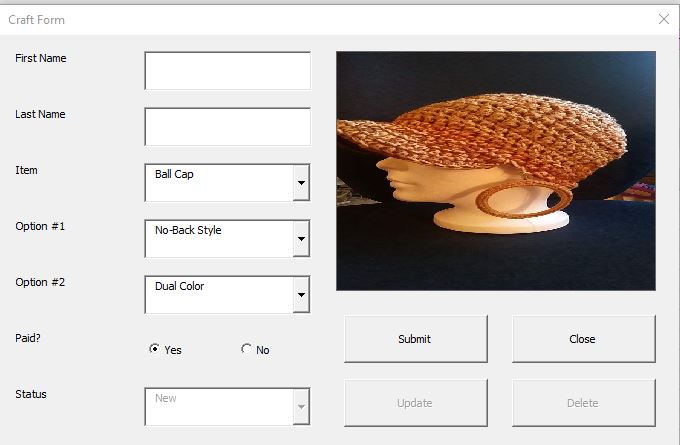 Craft Form
First Name
Last Name
Item
Ball Cap
Option #1
No-Back Style
Option #2
Dual Color
Paid?
Yes
No
Status
New
Submit
Close
Update
Delete